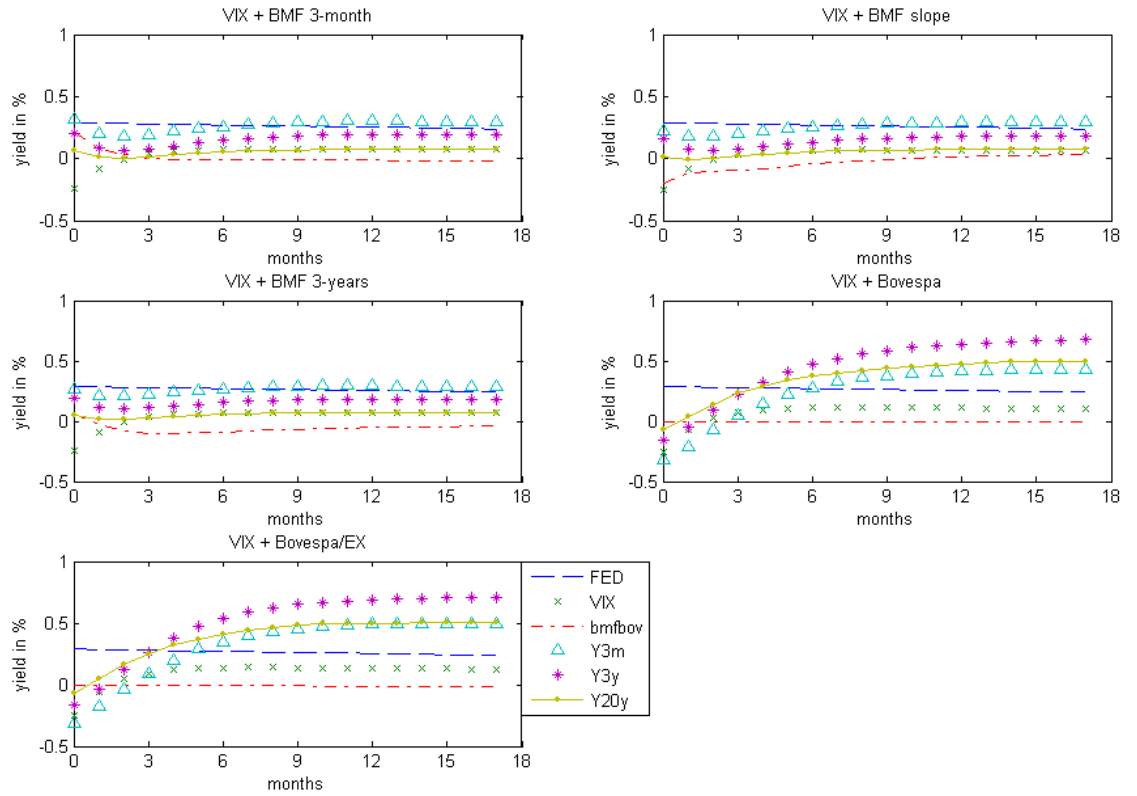 VIX + BMF 3-month
1
0.5
0
-0.5
yield in %
0 3 6 9 12 15 18
months
VIX + BMF slope
1
0.5
0
-0.5
yield in %
0 3 6 9 12 15 18
months
VIX + BMF 3-years
1
0.5
0
-0.5
yield in %
0 3 6 9 12 15 18
months
VIX + Bovespa
1
0.5
0
-0.5
yield in %
0 3 6 9 12 15 18
months
VIX + Bovespa/EX
1
0.5
0
-0.5
yield in %
0 3 6 9 12 15 18
months
FED
VIX
bmfbov
Y3m
Y3y
Y20y